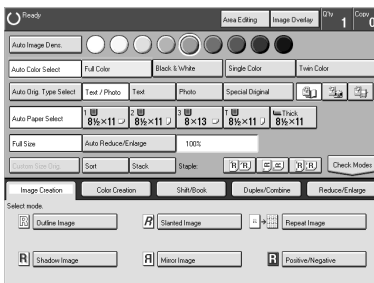 Ready Area Editing Image Overlay Q'ty 1 Copy 0
Auto Image Dens.
Auto Color Select Full Color Black & White Single Color Twin Color
Auto Orig. Type Select Text / Photo Text Photo Special Original
Auto Paper Select 1 8½×11 2 8½×11 3 8×13 T 8½×11 Thick 8½×11
Full Size Auto Reduce/Enlarge 100%
Custom Size Orig. Sort Stack Staple: Check Modes
Image Creation Color Creation Shift/Book Duplex/Combine Reduce/Enlarge
Select mode.
R Outline Image R Slanted Image Repeat Image
R Shadow Image R Mirror Image R Positive/Negative